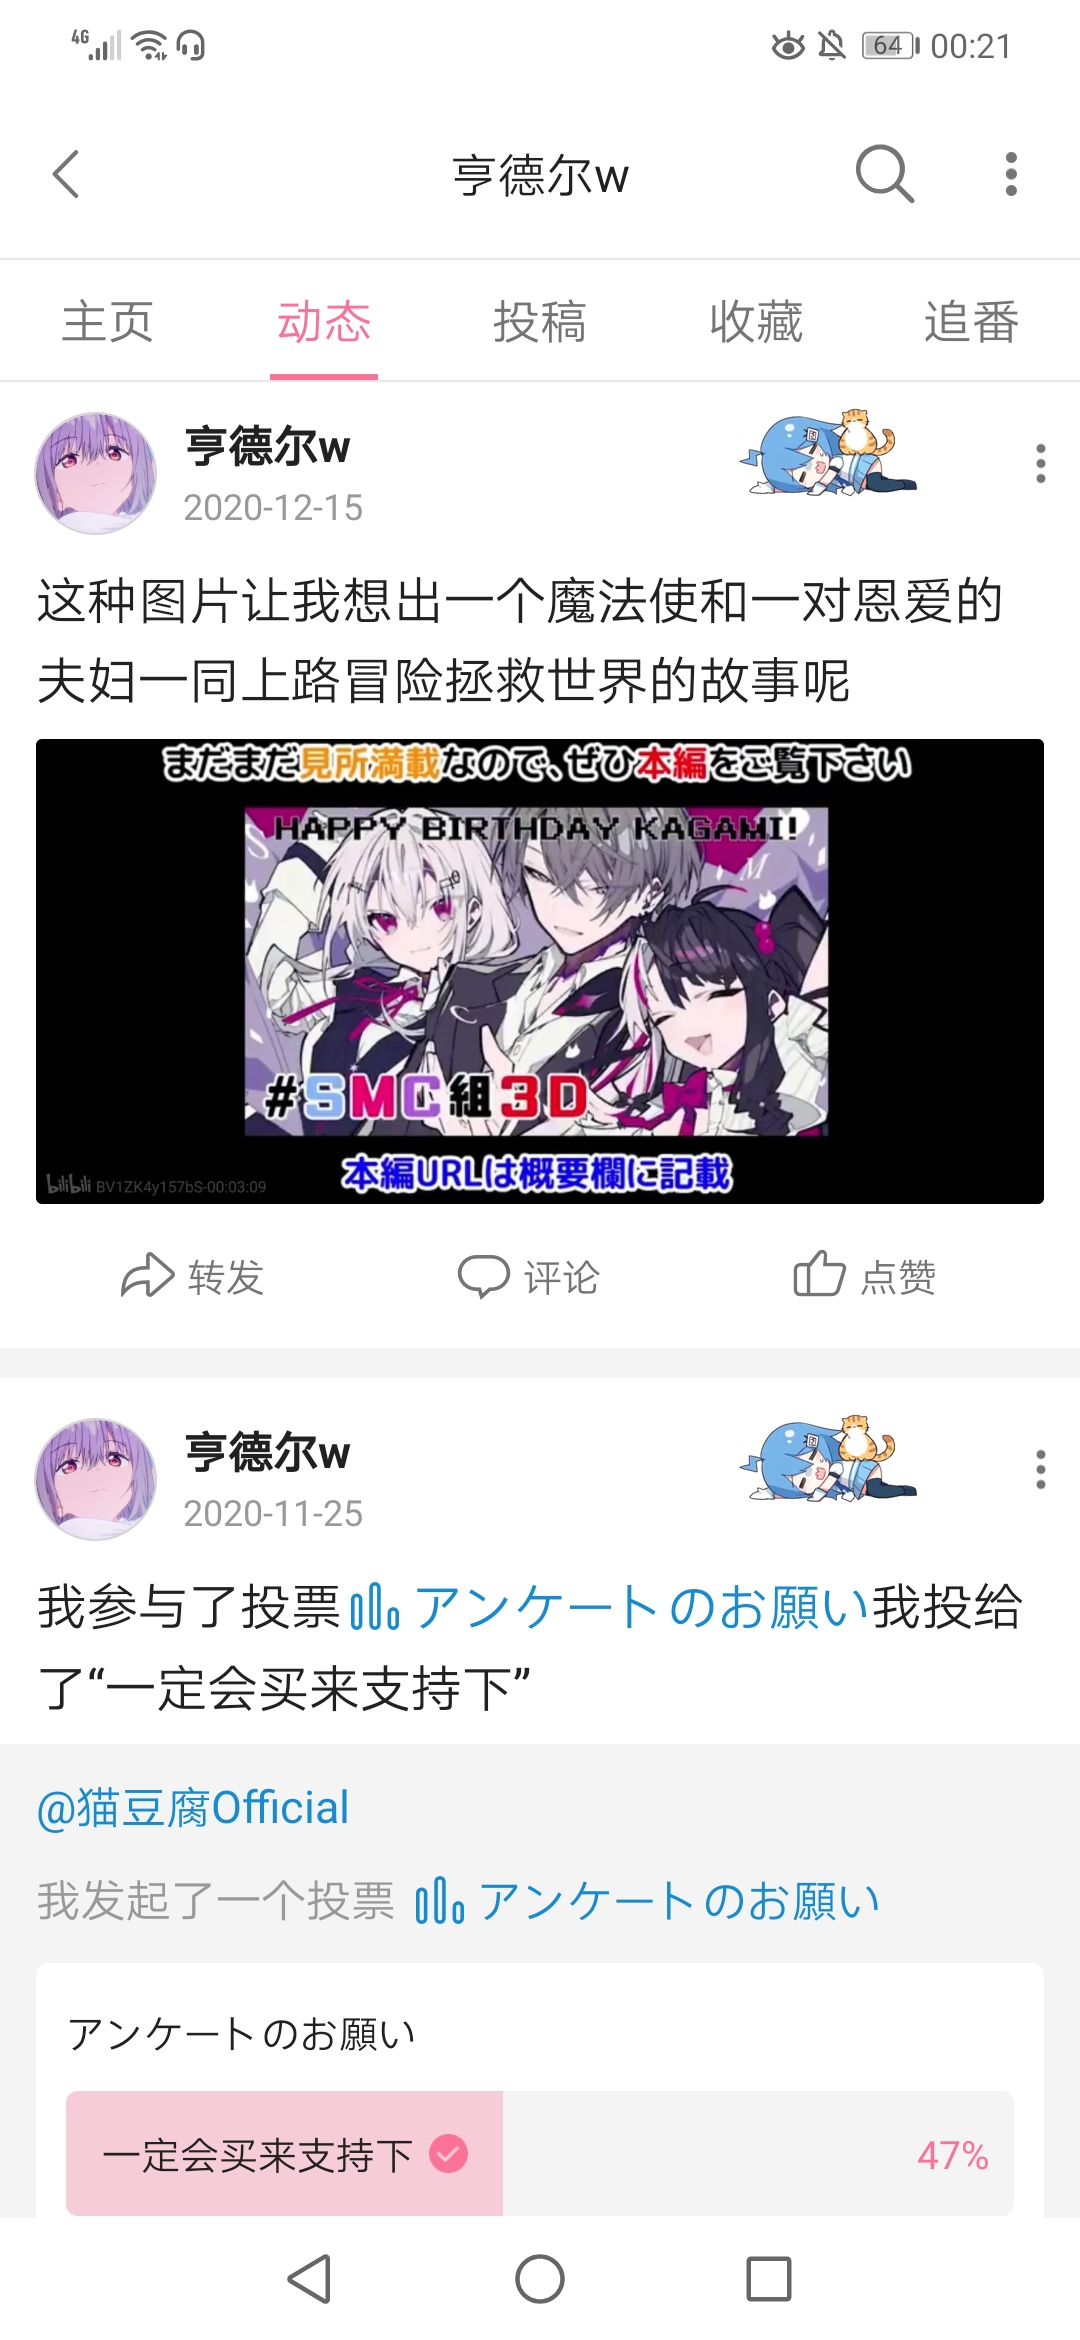 4G 64 00:21
亨德尔w
主页 动态 投稿 收藏 追番
亨德尔w
2020-12-15
这种图片让我想出一个魔法使和一对恩爱的
夫妇一同上路冒险拯救世界的故事呢
まだまだ見所満載なので、ぜひ本編をご覧下さい
HAPPY BIRTHDAY KAGAMI!
M
#SMC組3D
本編URLは概要欄に記載
bilibili BV1ZK4y157bS-00:03:09
转发 评论 点赞
亨德尔w
2020-11-25
我参与了投票 アンケートのお願い我投给
了“一定会买来支持下”
@猫豆腐Official
我发起了一个投票 アンケートのお願い
アンケートのお願い
一定会买来支持下 47%